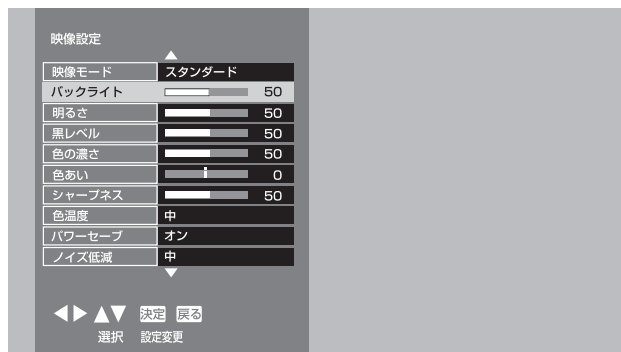 映像設定
映像モード スタンダード
バックライト 50
明るさ 50
黒レベル 50
色の濃さ 50
色あい 0
シャープネス 50
色温度 中
パワーセーブ オン
ノイズ低減 中
決定 戻る
選択 設定変更